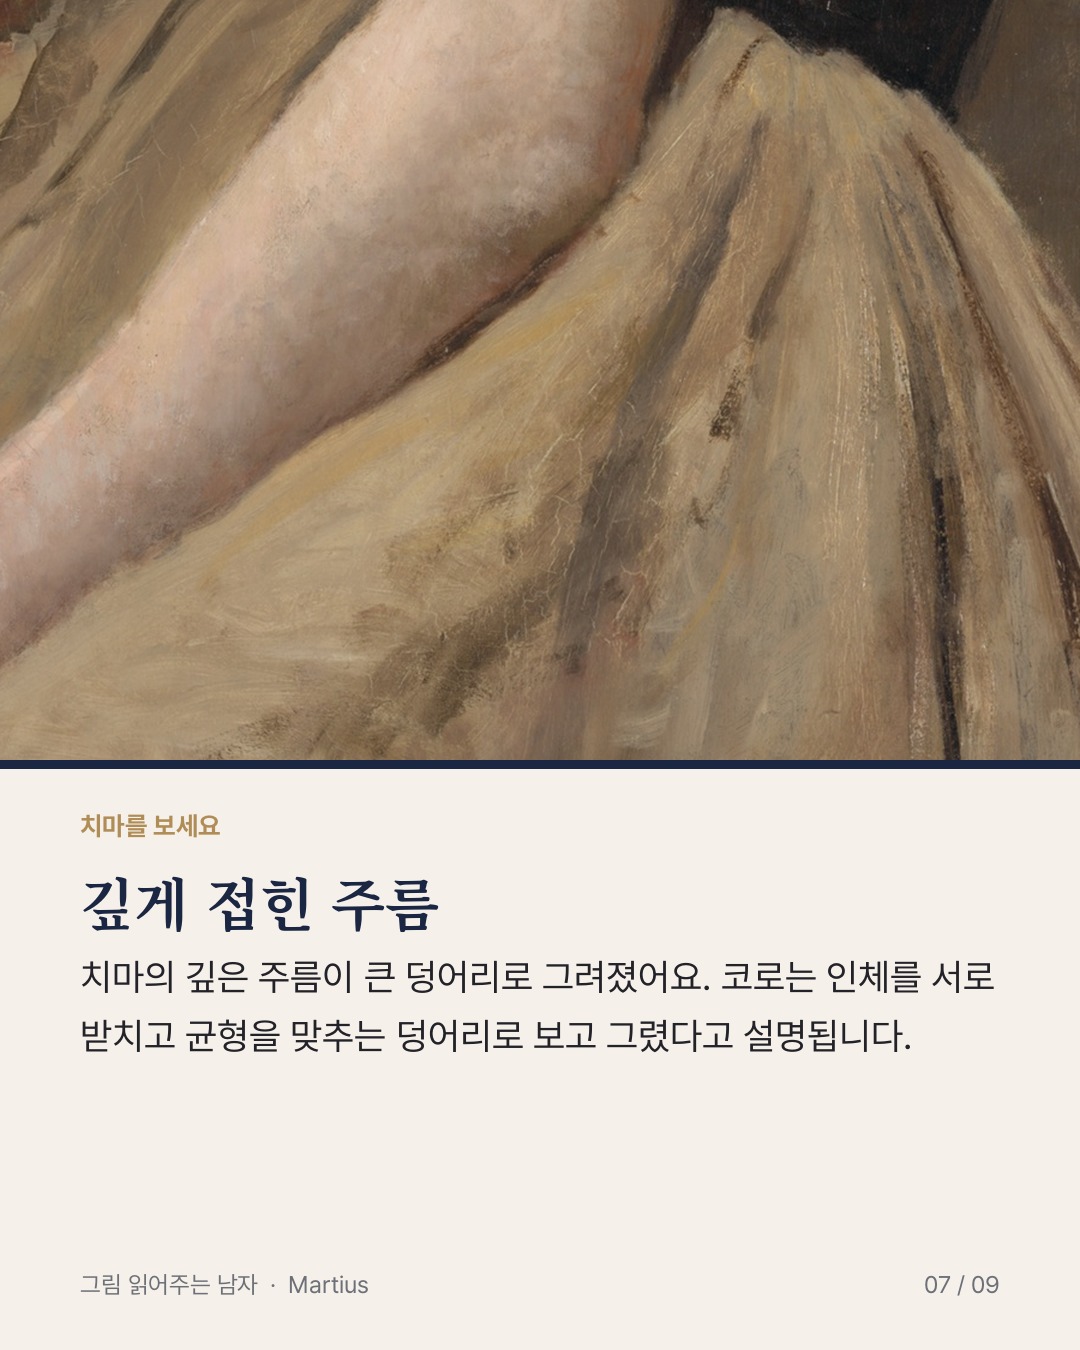 치마를 보세요
깊게 접힌 주름
치마의 깊은 주름이 큰 덩어리로 그려졌어요. 코로는 인체를 서로
받치고 균형을 맞추는 덩어리로 보고 그렸다고 설명됩니다.
그림 읽어주는 남자 · Martius
07 / 09